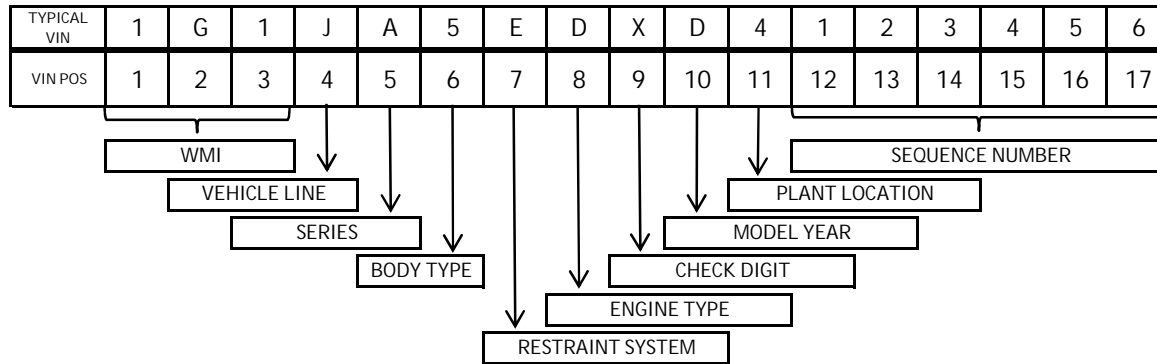 TYPICAL VIN 1 G 1 J A 5 E D X D 4 1 2 3 4 5 6
VIN POS 1 2 3 4 5 6 7 8 9 10 11 12 13 14 15 16 17
WMI SEQUENCE NUMBER
VEHICLE LINE PLANT LOCATION
SERIES MODEL YEAR
BODY TYPE CHECK DIGIT
ENGINE TYPE
RESTRAINT SYSTEM